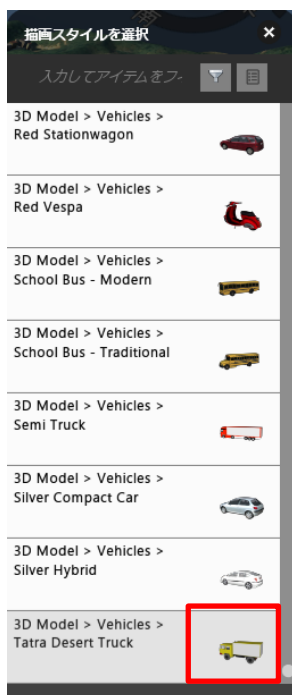 描画スタイルを選択
×
入力してアイテムをフ-
3D Model > Vehicles >
Red Stationwagon
3D Model > Vehicles >
Red Vespa
3D Model > Vehicles >
School Bus - Modern
3D Model > Vehicles >
School Bus - Traditional
3D Model > Vehicles >
Semi Truck
3D Model > Vehicles >
Silver Compact Car
3D Model > Vehicles >
Silver Hybrid
3D Model > Vehicles >
Tatra Desert Truck